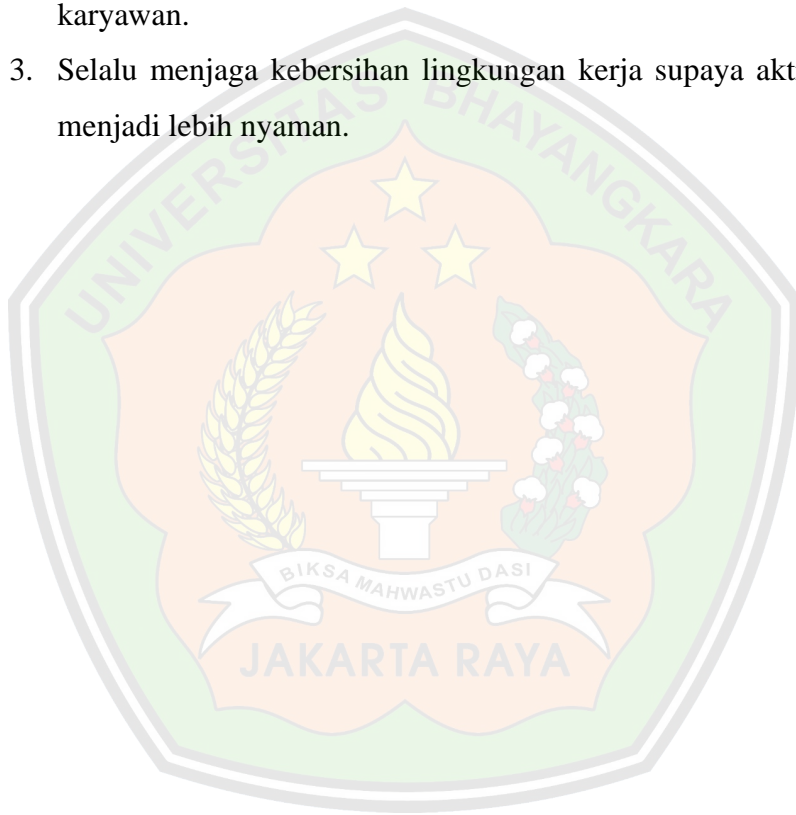 karyawan.
3. Selalu menjaga kebersihan lingkungan kerja supaya akt
menjadi lebih nyaman.
UNIVERSITAS BHAYANGKARA
BIKSA MAHWASTU DASI
JAKARTA RAYA